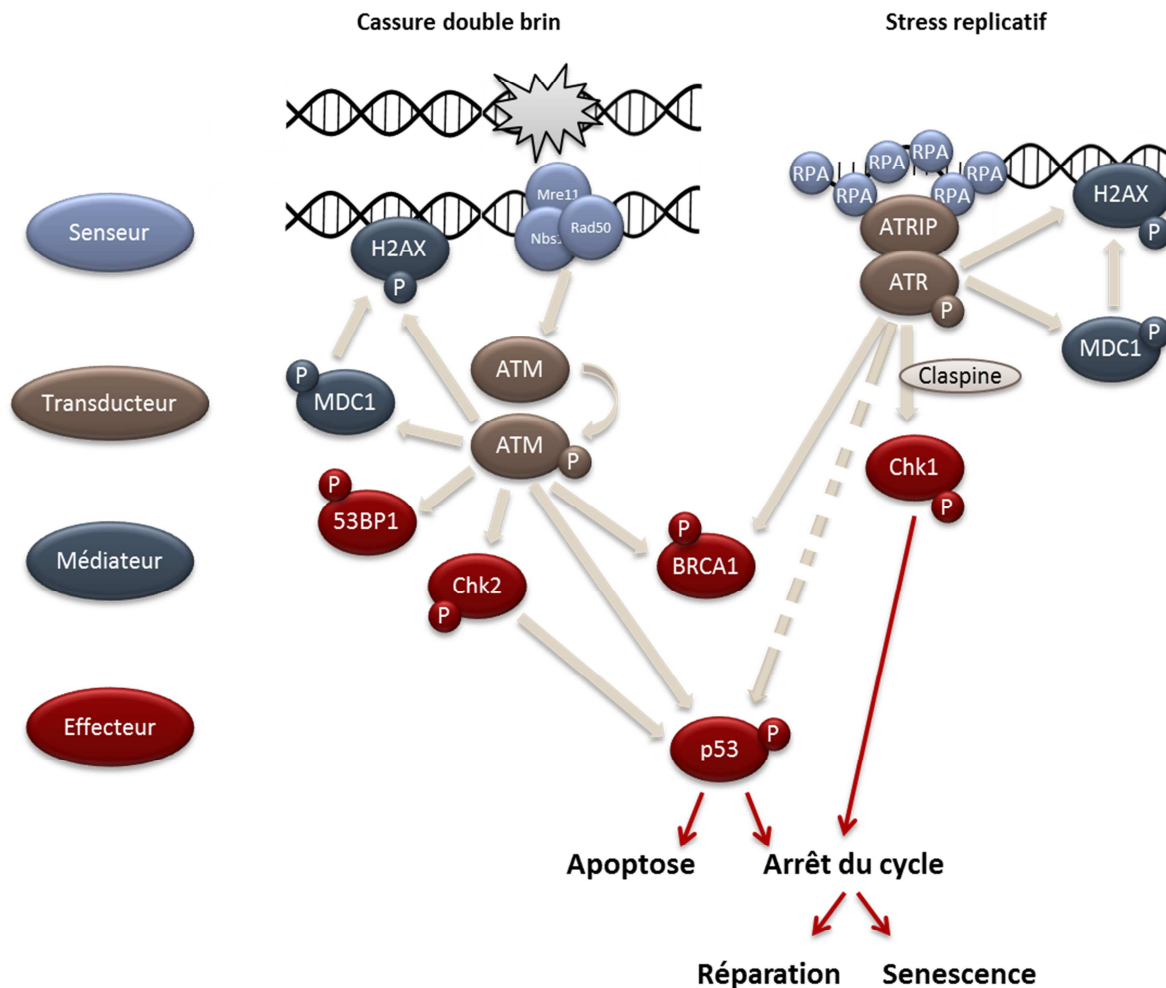 Cassure double brin
Stress replicatif
Senseur
Transducteur
Médiateur
Effecteur
Mre11
Rad50
H2AX
P
ATM
ATM
P
P
MDC1
P
53BP1
Chk2
P
P
BRCA1
RPA
RPA
RPA
RPA
RPA
RPA
ATRIP
ATR
P
H2AX
P
P
MDC1
Claspine
Chk1
P
p53
P
Apoptose
Arrêt du cycle
Réparation
Senescence